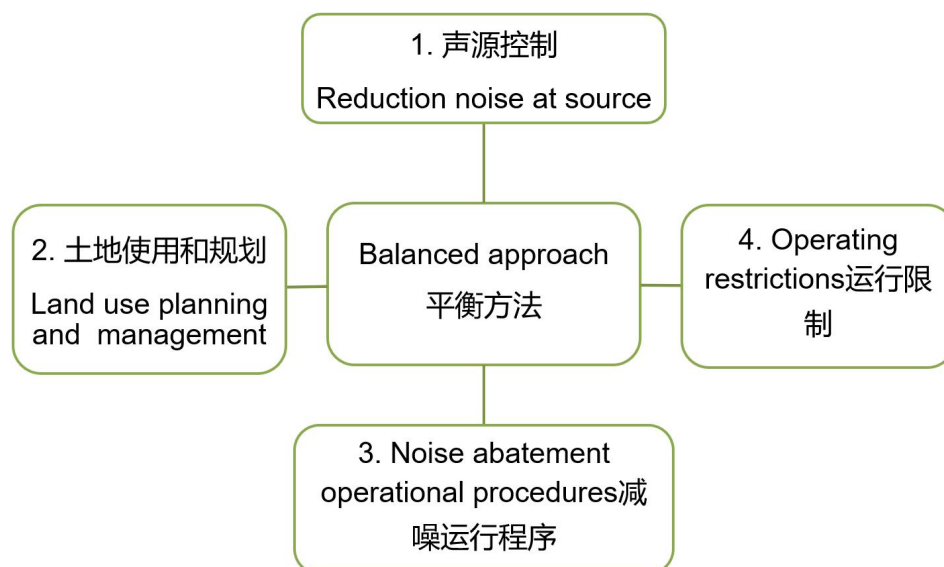 1. 声源控制
Reduction noise at source
2. 土地使用和规划
Land use planning
and management
Balanced approach
平衡方法
4. Operating
restrictions运行限
制
3. Noise abatement
operational procedures减
噪运行程序